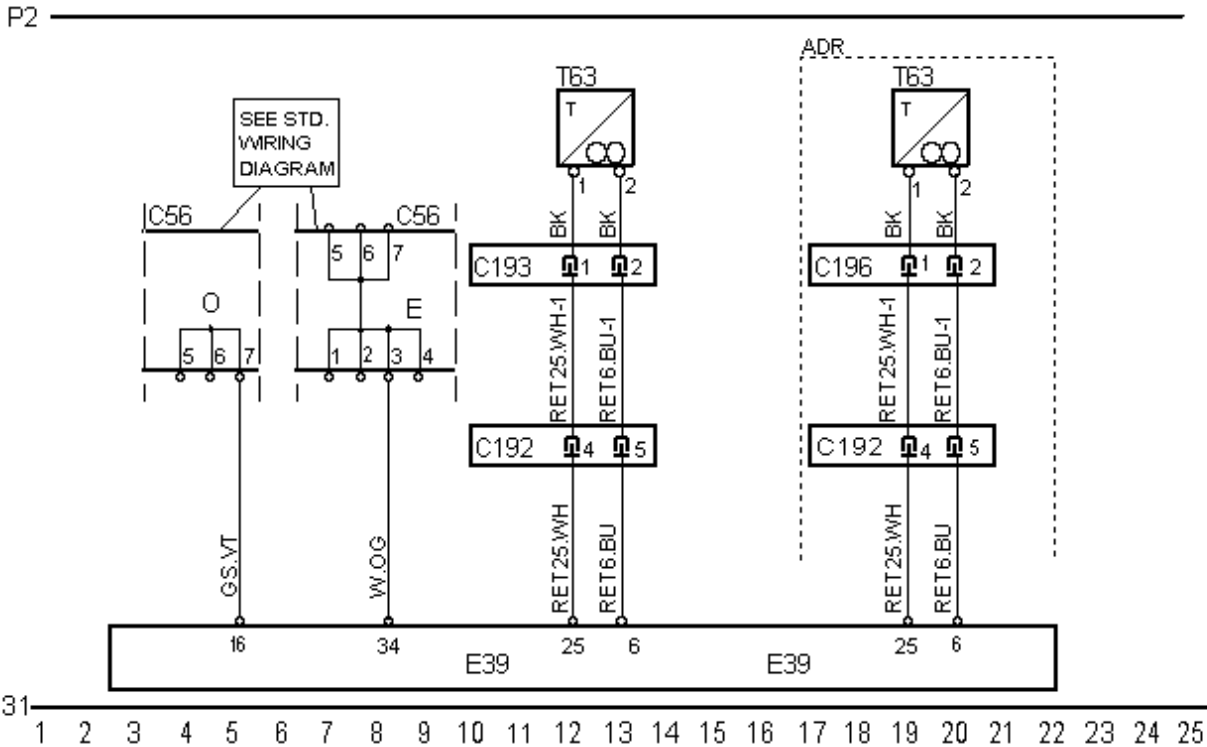 P2
ADR
T63
T63
SEE STD.
WIRING
DIAGRAM
T
T
1
2
1
2
C56
C56
BK
BK
BK
BK
5
6
7
C193
1
2
C196
1
2
O
E
5
6
7
1
2
3
4
RET25.WH-1
RET6.BU-1
RET25.WH-1
RET6.BU-1
C192
4
5
C192
4
5
GS.VT
W.OG
RET25.WH
RET6.BU
RET25.WH
RET6.BU
16
34
25
6
25
6
E39
E39
31
1 2 3 4 5 6 7 8 9 10 11 12 13 14 15 16 17 18 19 20 21 22 23 24 25